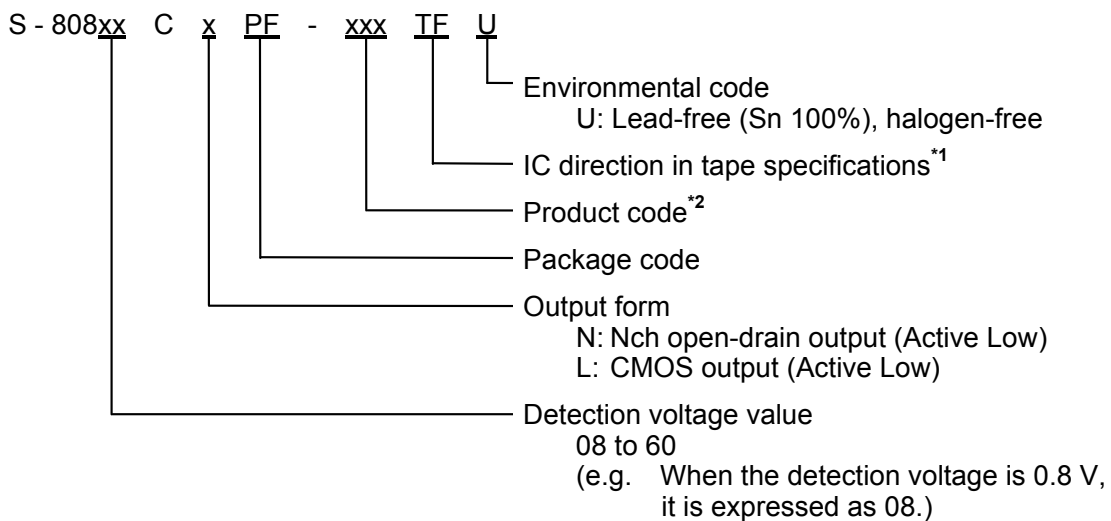 S - 808xx C x PF - xxx TF U
Environmental code
U: Lead-free (Sn 100%), halogen-free
IC direction in tape specifications*1
Product code*2
Package code
Output form
N: Nch open-drain output (Active Low)
L: CMOS output (Active Low)
Detection voltage value
08 to 60
(e.g. When the detection voltage is 0.8 V,
it is expressed as 08.)